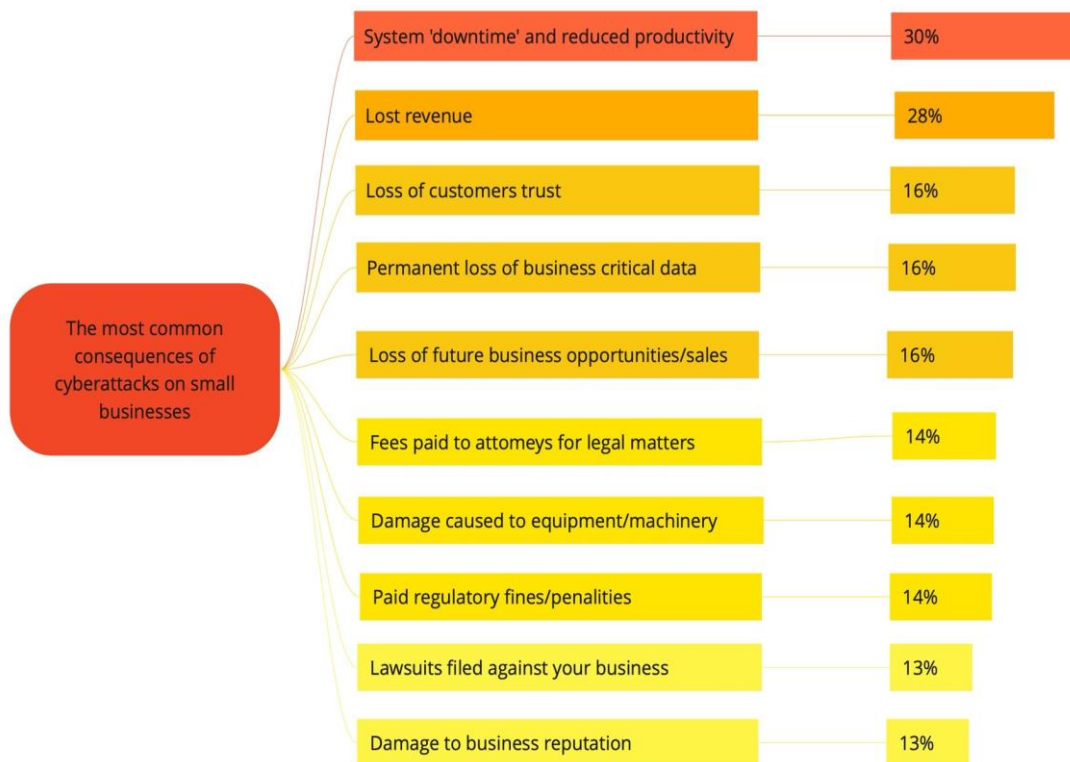 The most common
consequences of
cyberattacks on small
businesses
System 'downtime' and reduced productivity
30%
Lost revenue
28%
Loss of customers trust
16%
Permanent loss of business critical data
16%
Loss of future business opportunities/sales
16%
Fees paid to attomeys for legal matters
14%
Damage caused to equipment/machinery
14%
Paid regulatory fines/penalities
14%
Lawsuits filed against your business
13%
Damage to business reputation
13%